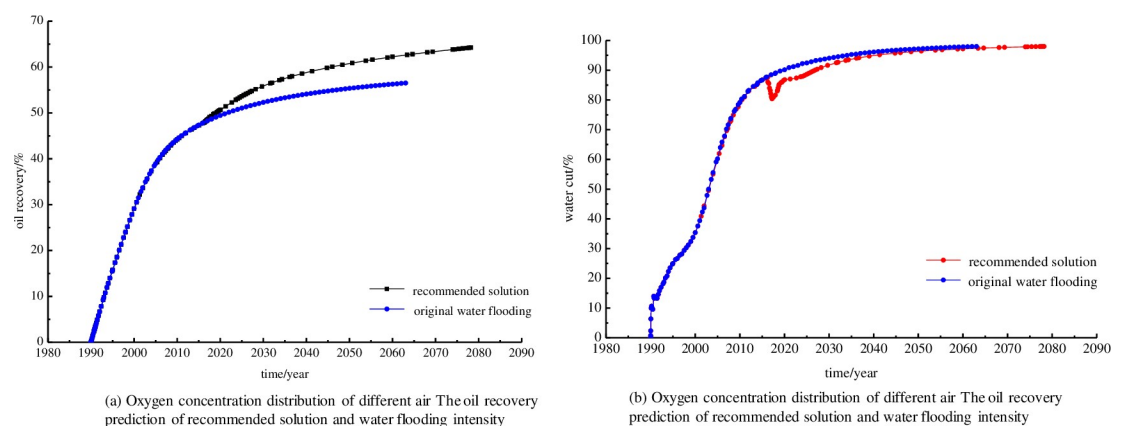 70
60
50
40
30
20
10
0
oil recovery/%
recommended solution
original water flooding
1980 1990 2000 2010 2020 2030 2040 2050 2060 2070 2080 2090
time/year
(a) Oxygen concentration distribution of different air The oil recovery
prediction of recommended solution and water flooding intensity
100
90
80
70
60
50
40
30
20
10
0
water cut/%
recommended solution
original water flooding
1980 1990 2000 2010 2020 2030 2040 2050 2060 2070 2080 2090
time/year
(b) Oxygen concentration distribution of different air The oil recovery
prediction of recommended solution and water flooding intensity